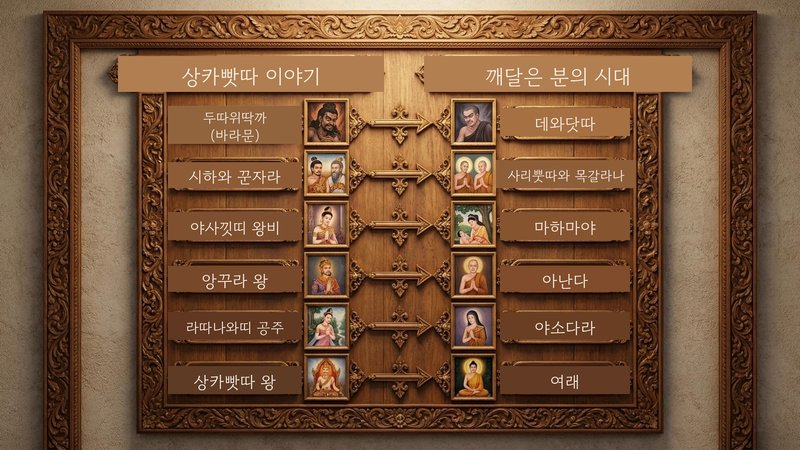 상카빳따 이야기
깨달은 분의 시대
두따위딱까
(바라문)
데와닷따
시하와 꾼자라
사리뿟따와 목갈라나
야사낏띠 왕비
마하마야
앙꾸라 왕
아난다
라따나와띠 공주
야소다라
상카빳따 왕
여래